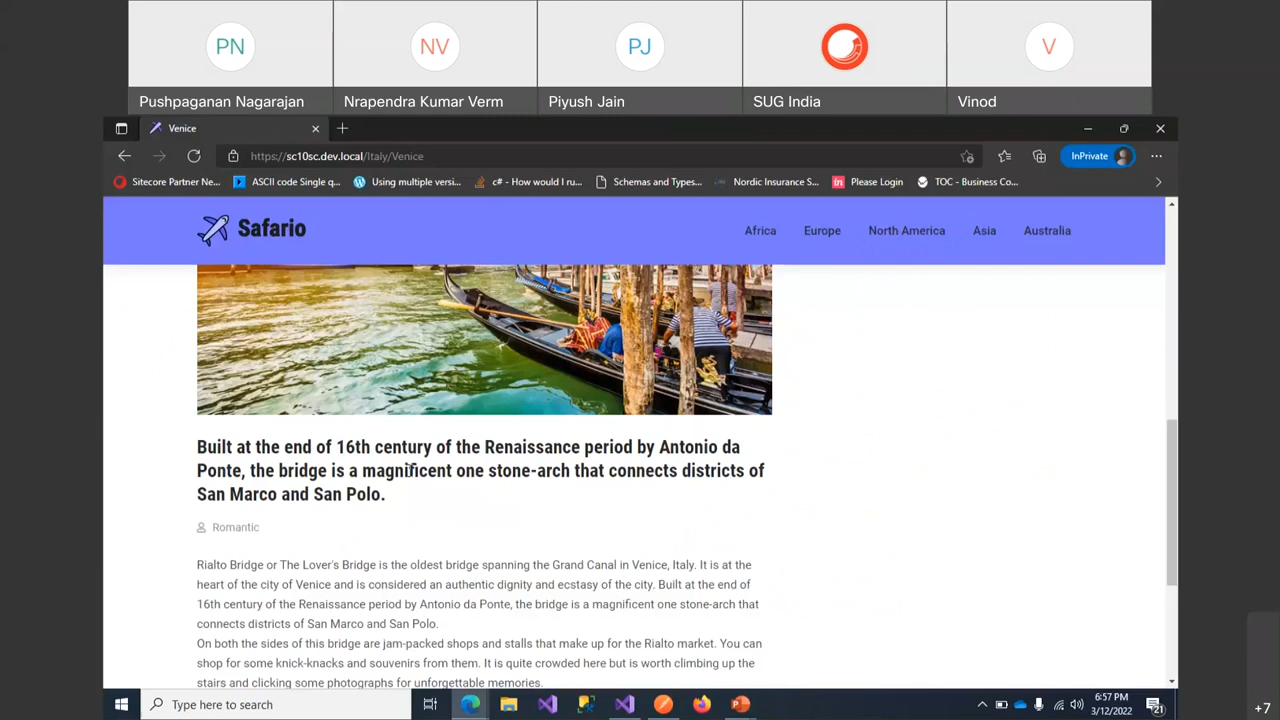 PN
NV
PJ
V
Pushpaganan Nagarajan
Nrapendra Kumar Verm
Piyush Jain
SUG India
Vinod
Venice
https://sc10sc.dev.local/Italy/Venice
InPrivate
Sitecore Partner Ne...
ASCII code Single q...
Using multiple versi...
c# - How would I ru...
Schemas and Types...
Nordic Insurance S...
in
Please Login
TOC - Business Co...
Safario
Africa
Europe
North America
Asia
Australia
Built at the end of 16th century of the Renaissance period by Antonio da
Ponte, the bridge is a magnificent one stone-arch that connects districts of
San Marco and San Polo.
Romantic
Rialto Bridge or The Lover's Bridge is the oldest bridge spanning the Grand Canal in Venice, Italy. It is at the
heart of the city of Venice and is considered an authentic dignity and ecstasy of the city. Built at the end of
16th century of the Renaissance period by Antonio da Ponte, the bridge is a magnificent one stone-arch that
connects districts of San Marco and San Polo.
On both the sides of this bridge are jam-packed shops and stalls that make up for the Rialto market. You can
shop for some knick-knacks and souvenirs from them. It is quite crowded here but is worth climbing up the
stairs and clicking some photographs for unforgettable memories.
Type here to search
6:57 PM
3/12/2022
21
+7